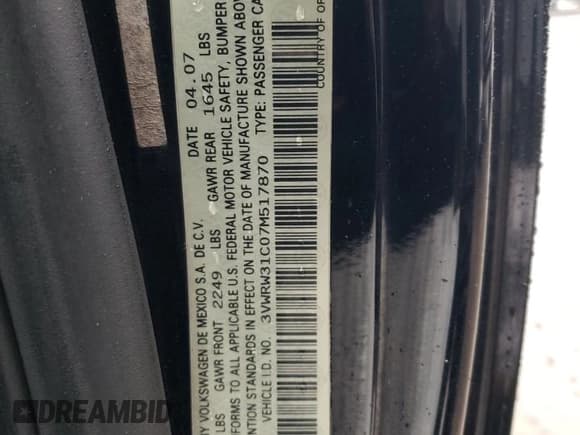 Y VOLKSWAGEN DE MEXICO S.A. DE C.V. DATE 04.07
LBS GAWR FRONT 2249 LBS GAWR REAR 1645 LBS
FORMS TO ALL APPLICABLE U.S. FEDERAL MOTOR VEHICLE SAFETY, BUMPER
ENTION STANDARDS IN EFFECT ON THE DATE OF MANUFACTURE SHOWN ABOV
VEHICLE I.D. NO. 3VWRW31C07M517870 TYPE: PASSENGER CA
COUNTRY OF OR
DREAMBID